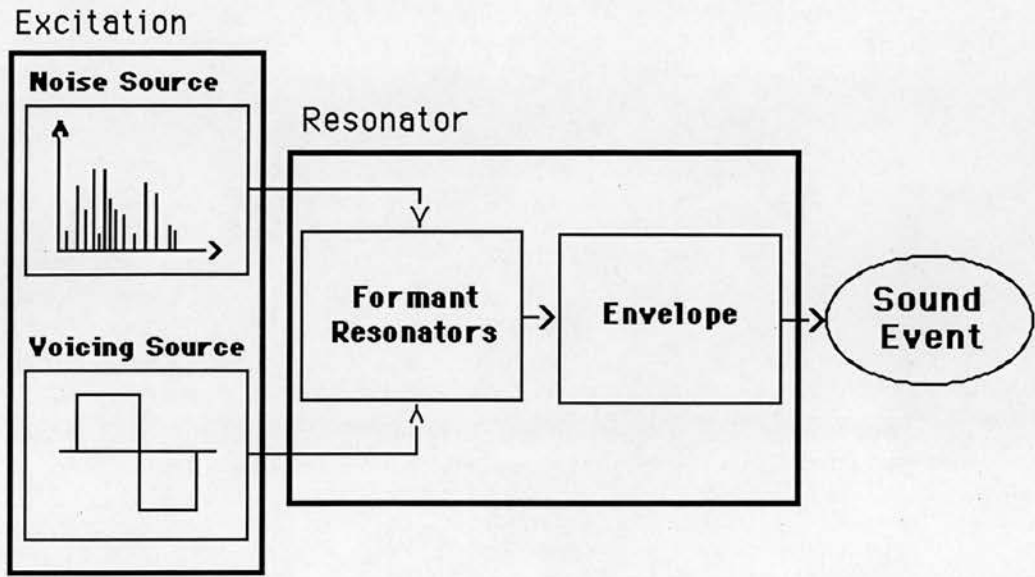 Excitation
Noise Source
Resonator
Formant
Resonators
Envelope
Sound
Event
Voicing Source